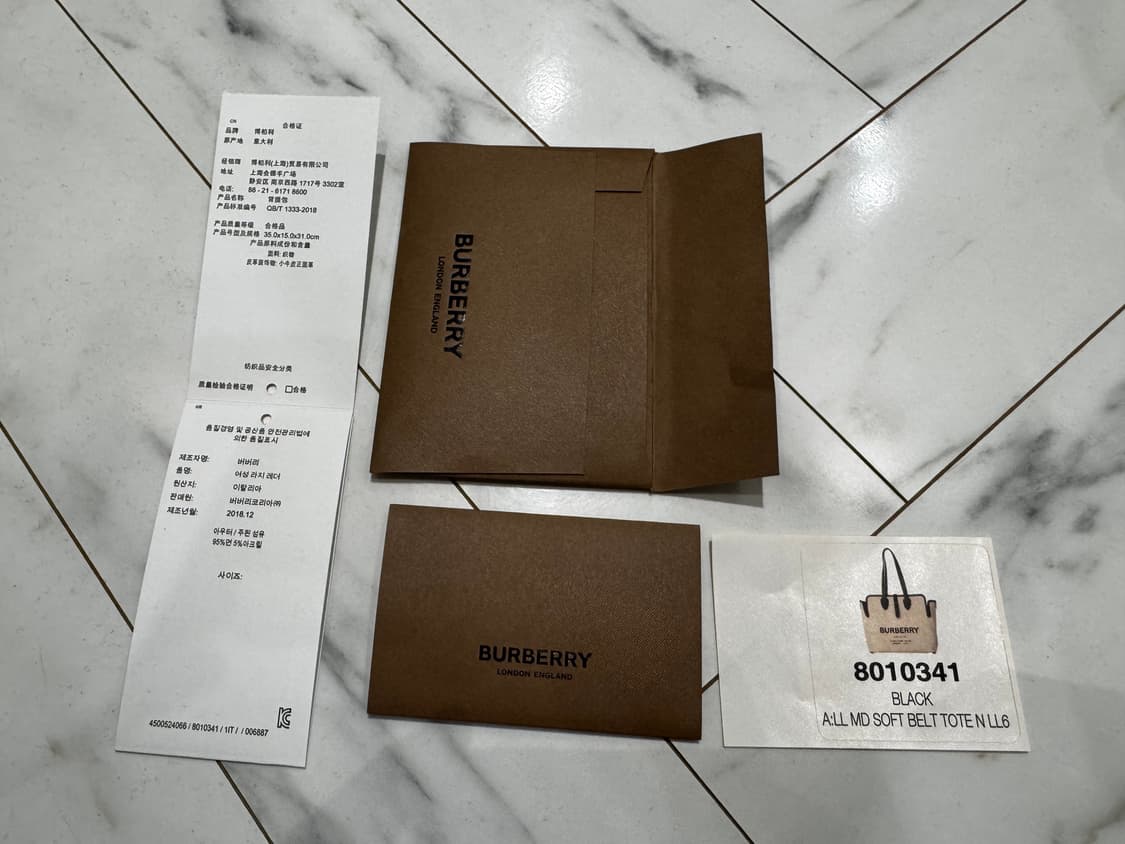 CN
合格证
品牌 博柏利
原产地 意大利
经销商 博柏利(上海)贸易有限公司
地址 上海会德丰广场
静安区 南京西路 1717号 3302室
电话: 86 - 21 - 6171 8600
产品名称 背提包
产品标准编号 QB/T 1333-2018
产品质量等级 合格品
产品号型及规格 35.0x15.0x31.0cm
产品原料成份和含量
面料: 织物
皮革装饰物: 小牛皮正面革
纺织品安全分类
质量检验合格证明 □合格
KR
품질경영 및 공산품 안전관리법에
의한 품질표시
제조자명: 버버리
품명: 여성 라지 레더
원산지: 이탈리아
판매원: 버버리코리아㈜
제조년월: 2018.12
아우터 / 주된 섬유
95%면 5%아크릴
사이즈:
4500524066 / 8010341 / 1IT / / 006887
BURBERRY
LONDON ENGLAND
BURBERRY
LONDON ENGLAND
BURBERRY
8010341
BLACK
A:LL MD SOFT BELT TOTE N LL6